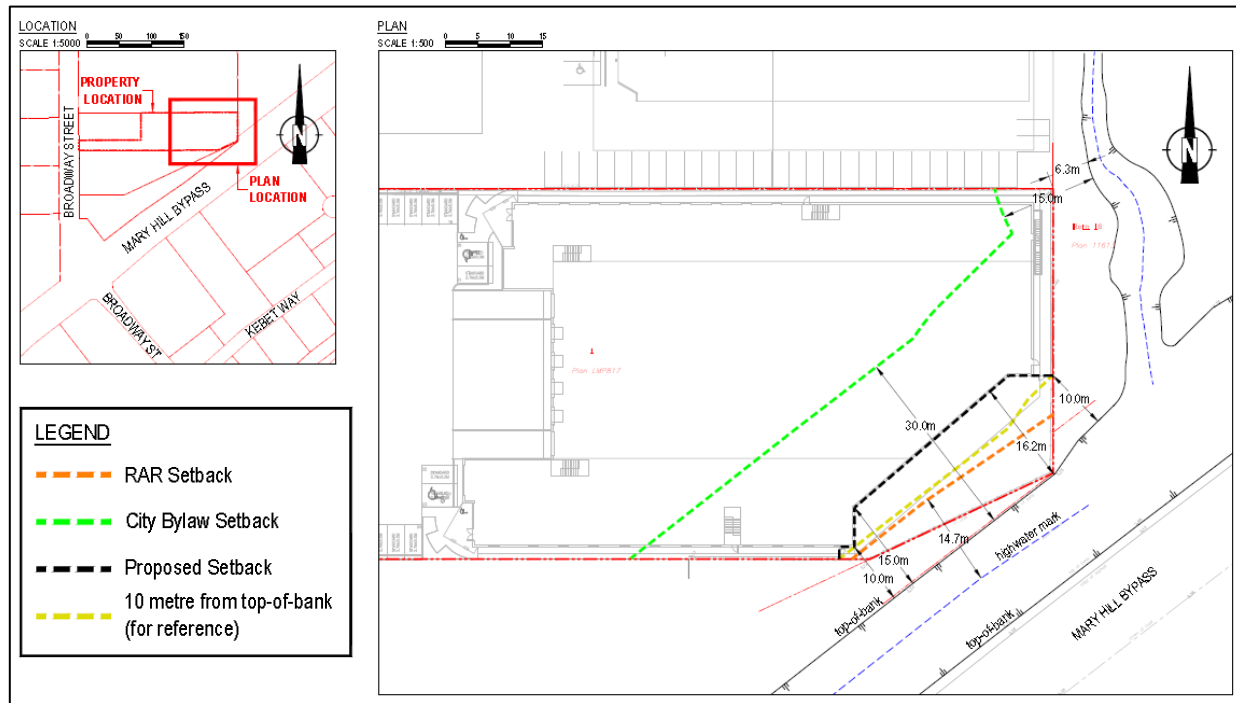 LOCATION
SCALE 1:5000 0 50 100 150
PROPERTY
LOCATION
N
BROADWAY STREET
PLAN
LOCATION
MARY HILL BYPASS
BROADWAY ST
KEBET WAY
LEGEND
RAR Setback
City Bylaw Setback
Proposed Setback
10 metre from top-of-bank
(for reference)
PLAN
SCALE 1:500 0 5 10 15
N
6.3m
15.0m
1
30.0m
10.0m
16.2m
14.7m
highwater mark
15.0m
10.0m
top-of-bank
top-of-bank
MARY HILL BYPASS